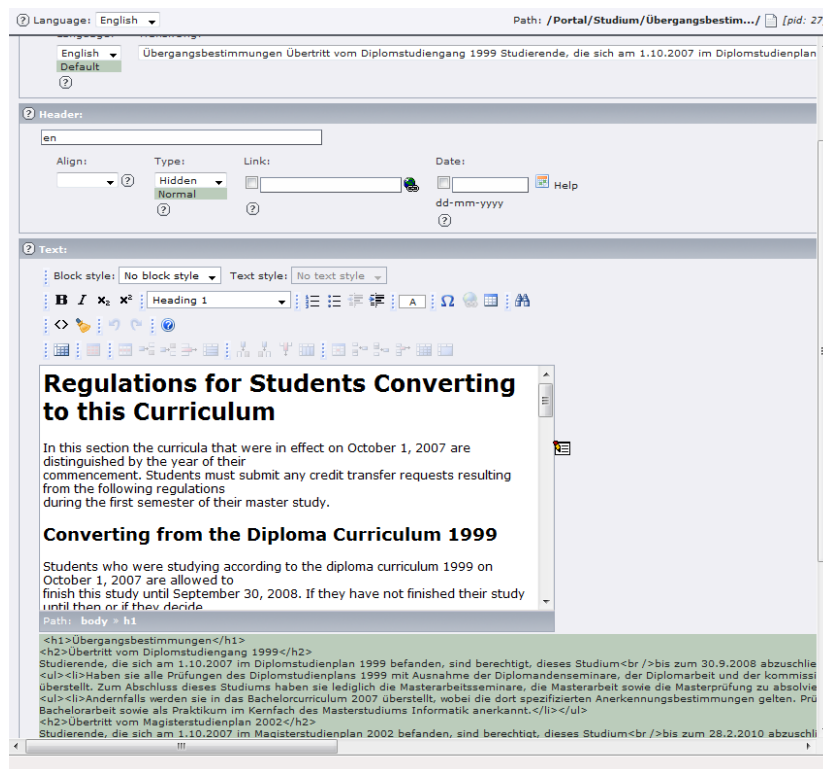 Language: English
Path: /Portal/Studium/Übergangsbestim.../ [pid: 27
English
Übergangsbestimmungen Übertritt vom Diplomstudiengang 1999 Studierende, die sich am 1.10.2007 im Diplomstudienplan
Default
Header:
en
Align: Type: Link: Date:
Hidden
Help
Normal
dd-mm-yyyy
Text:
Block style: No block style Text style: No text style
B I x₂ x² Heading 1 A Ω
Regulations for Students Converting
to this Curriculum
In this section the curricula that were in effect on October 1, 2007 are
distinguished by the year of their
commencement. Students must submit any credit transfer requests resulting
from the following regulations
during the first semester of their master study.
Converting from the Diploma Curriculum 1999
Students who were studying according to the diploma curriculum 1999 on
October 1, 2007 are allowed to
finish this study until September 30, 2008. If they have not finished their study
until then or if they decide
Path: body » h1
<h1>Übergangsbestimmungen</h1>
<h2>Übertritt vom Diplomstudiengang 1999</h2>
Studierende, die sich am 1.10.2007 im Diplomstudienplan 1999 befanden, sind berechtigt, dieses Studium<br />bis zum 30.9.2008 abzuschlie
<ul><li>Haben sie alle Prüfungen des Diplomstudienplans 1999 mit Ausnahme der Diplomandenseminare, der Diplomarbeit und der kommissi
überstellt. Zum Abschluss dieses Studiums haben sie lediglich die Masterarbeitsseminare, die Masterarbeit sowie die Masterprüfung zu absolvie
<ul><li>Andernfalls werden sie in das Bachelorcurriculum 2007 überstellt, wobei die dort spezifizierten Anerkennungsbestimmungen gelten. Prü
Bachelorarbeit sowie als Praktikum im Kernfach des Masterstudiums Informatik anerkannt.</li></ul>
<h2>Übertritt vom Magisterstudienplan 2002</h2>
Studierende, die sich am 1.10.2007 im Magisterstudienplan 2002 befanden, sind berechtigt, dieses Studium<br />bis zum 28.2.2010 abzuschli